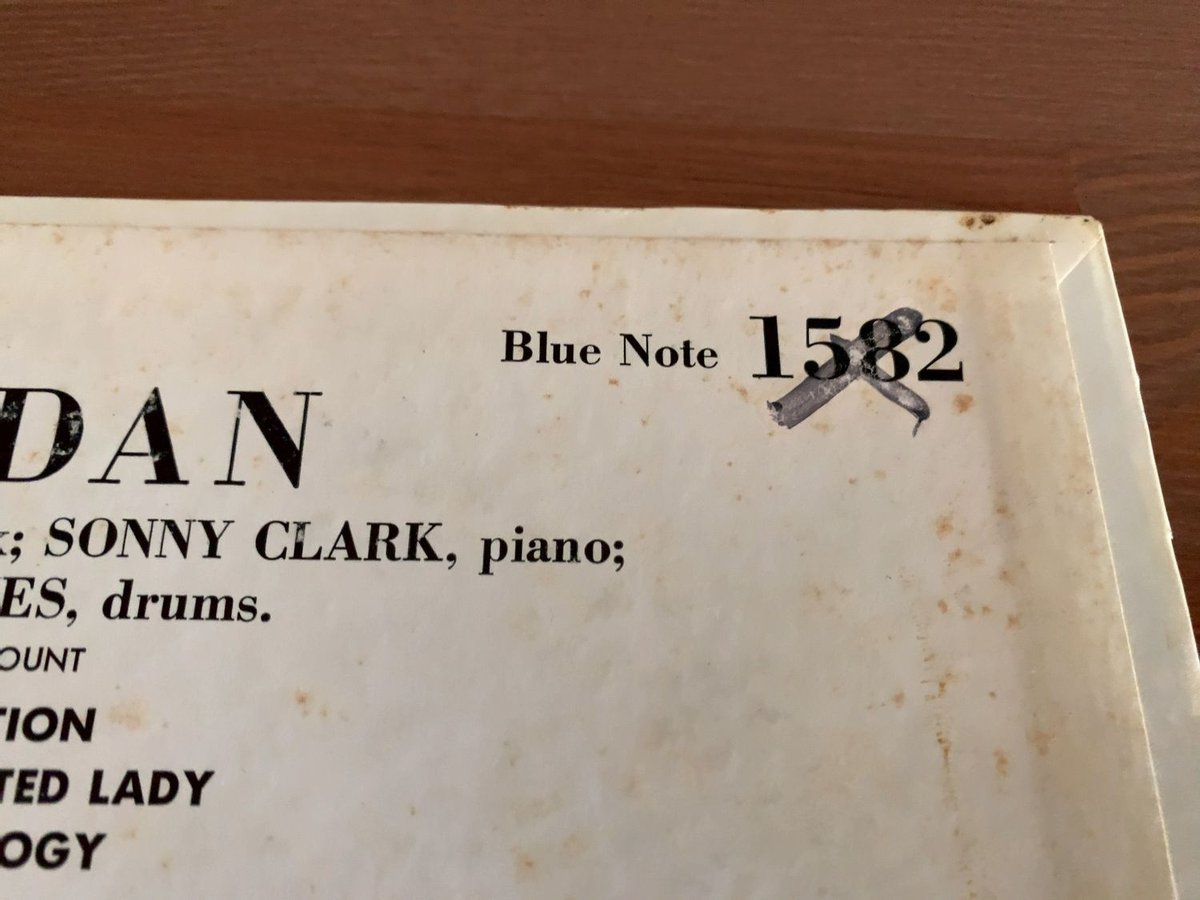 Blue Note 1582
DAN
x; SONNY CLARK, piano;
ES, drums.
OUNT
TION
TED LADY
OGY